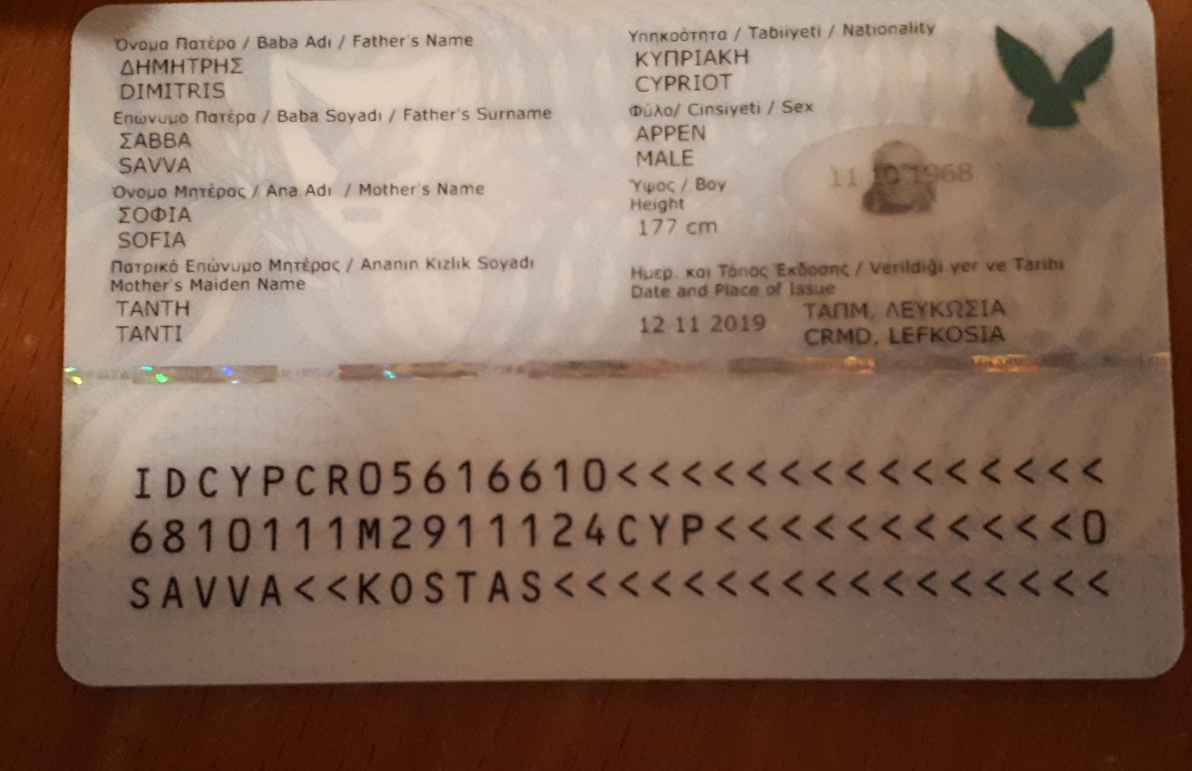 Όνομα Πατέρα / Baba Adı / Father's Name
ΔΗΜΗΤΡΗΣ
DIMITRIS
Επώνυμο Πατέρα / Baba Soyadı / Father's Surname
ΣΑΒΒΑ
SAVVA
Όνομα Μητέρας / Ana Adı / Mother's Name
ΣΟΦΙΑ
SOFIA
Πατρικό Επώνυμο Μητέρας / Ananın Kızlık Soyadı
Mother's Maiden Name
ΤΑΝΤΗ
TANTI
Υπηκοότητα / Tabiiyeti / Nationality
ΚΥΠΡΙΑΚΗ
CYPRIOT
Φύλο/ Cinsiyeti / Sex
ΑΡΡΕΝ
MALE
Ύψος / Boy
Height
177 cm
11 10 1968
Ημερ. και Τόπος Έκδοσης / Verildiği yer ve Tarihi
Date and Place of Issue
12 11 2019
ΤΑΠΜ, ΛΕΥΚΩΣΙΑ
CRMD, LEFKOSIA
IDCYPCR05616610<<<<<<<<<<<<<<<
6810111M2911124CYP<<<<<<<<<<<0
SAVVA<<KOSTAS<<<<<<<<<<<<<<<<<